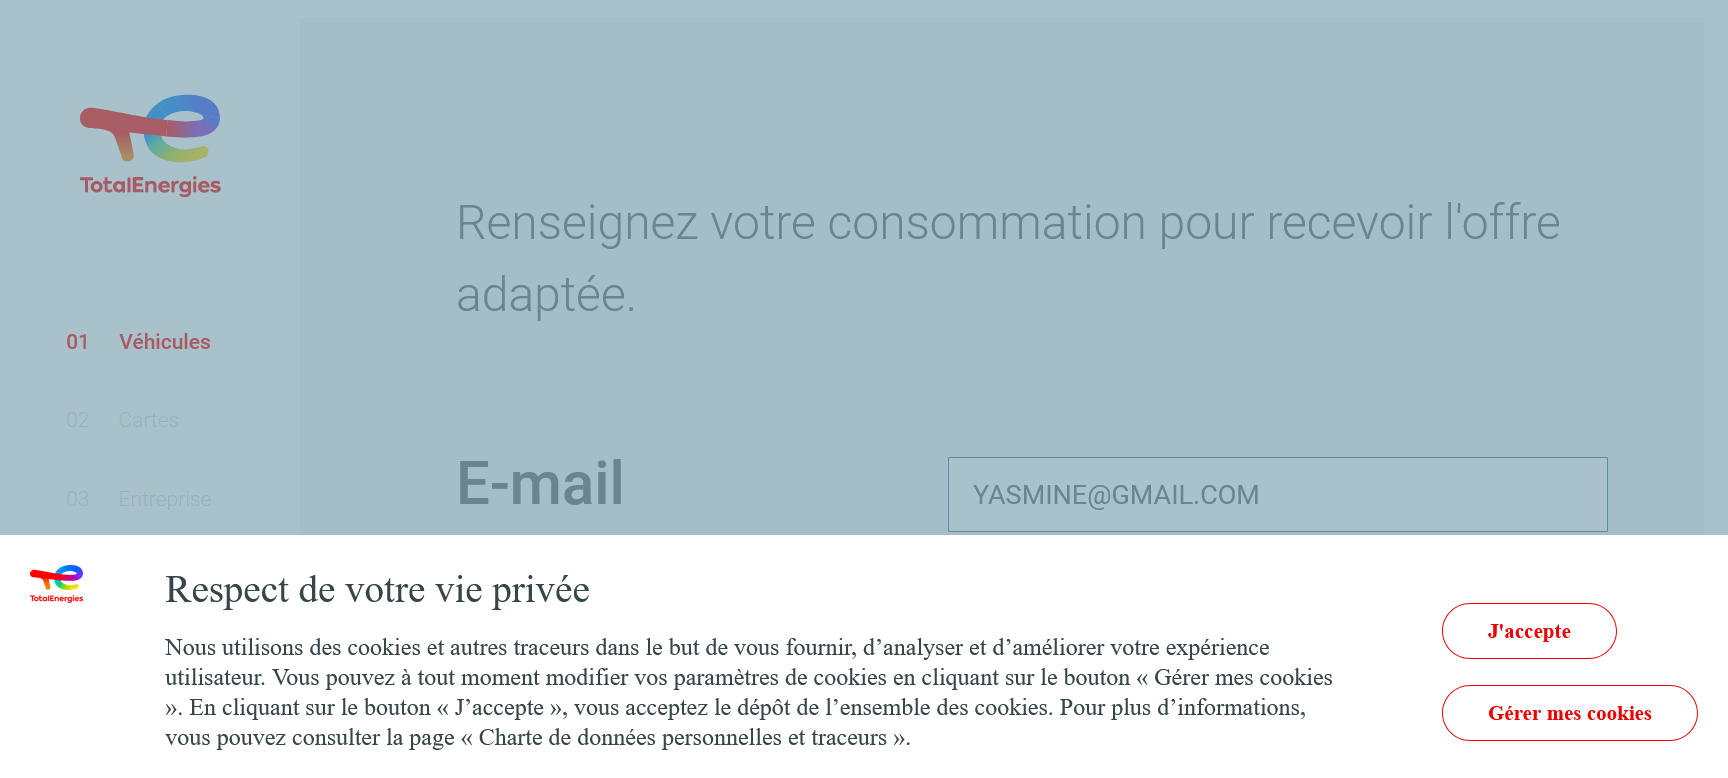 TotalEnergies
Renseignez votre consommation pour recevoir l'offre
adaptée.
01 Véhicules
02 Cartes
03 Entreprise
E-mail
YASMINE@GMAIL.COM
TotalEnergies
Respect de votre vie privée
Nous utilisons des cookies et autres traceurs dans le but de vous fournir, d’analyser et d’améliorer votre expérience
utilisateur. Vous pouvez à tout moment modifier vos paramètres de cookies en cliquant sur le bouton « Gérer mes cookies
». En cliquant sur le bouton « J’accepte », vous acceptez le dépôt de l’ensemble des cookies. Pour plus d’informations,
vous pouvez consulter la page « Charte de données personnelles et traceurs ».
J'accepte
Gérer mes cookies